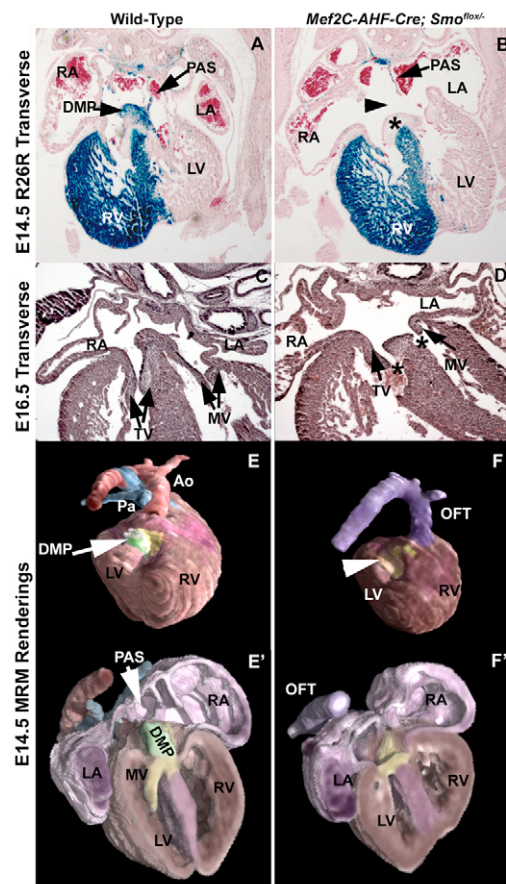 Wild-Type
Mef2C-AHF-Cre; Smo^flox/-
E14.5 R26R Transverse
A
RA
PAS
DMP
LA
LV
RV
B
PAS
LA
RA
*
LV
RV
E16.5 Transverse
C
RA
LA
TV
MV
D
LA
RA
*
*
MV
TV
E14.5 MRM Renderings
E
Ao
Pa
DMP
LV
RV
F
OFT
LV
RV
E'
PAS
RA
DMP
LA
MV
RV
LV
F'
OFT
RA
LA
RV
LV